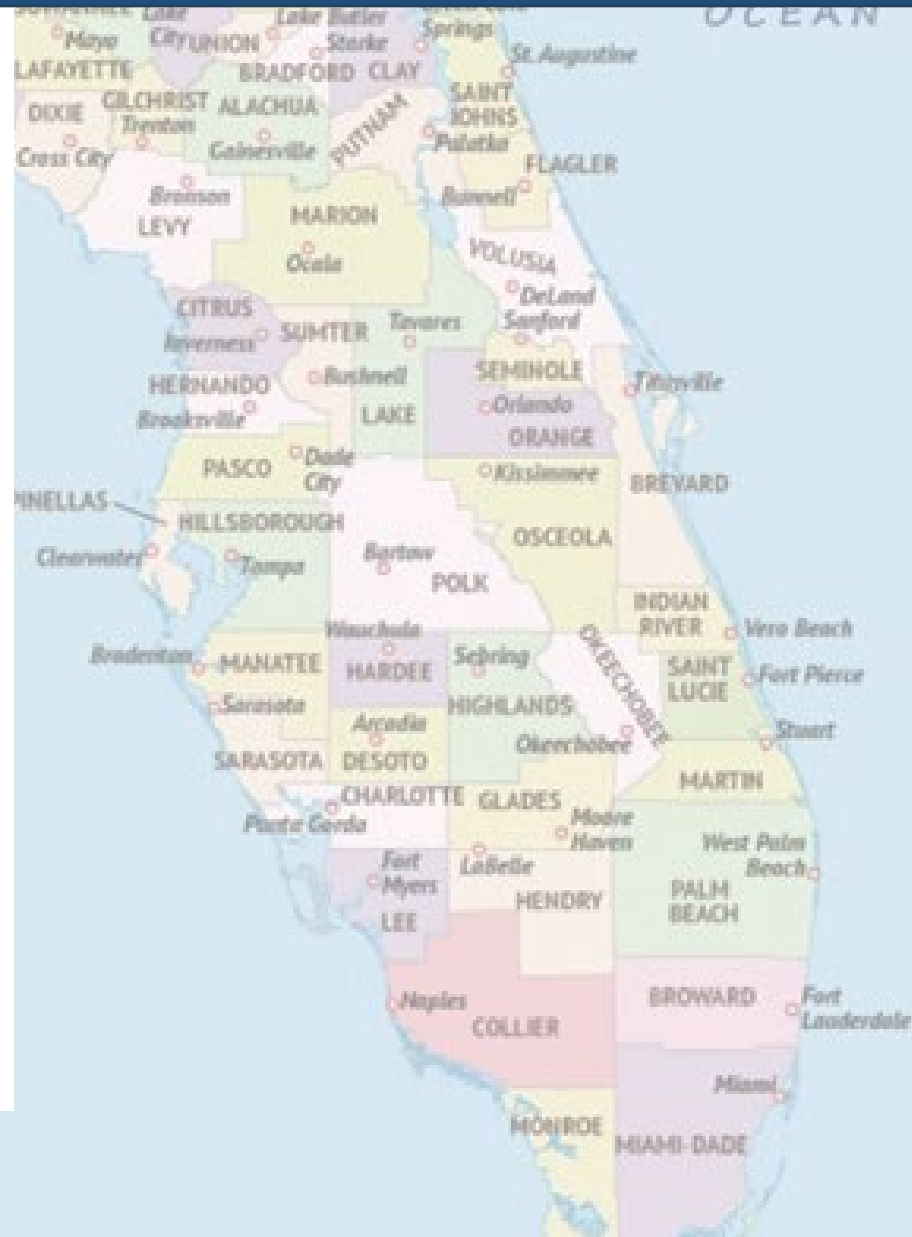 Lake
Lake Butler
Springs
OCEAN
Mayo
City
UNION
Starke
St. Augustine
LAFAYETTE
BRADFORD
CLAY
DIXIE
GILCHRIST
ALACHUA
PUTNAM
SAINT
JOHNS
Trenton
Cross City
Gainesville
Palatka
FLAGLER
Bronson
Bunnell
LEVY
MARION
Ocala
VOLUSIA
DeLand
CITRUS
Inverness
SUMTER
Tavares
Sanford
HERNANDO
Bushnell
SEMINOLE
Titusville
Brooksville
LAKE
Orlando
ORANGE
PASCO
Dade
City
Kissimmee
BREVARD
PINELLAS
HILLSBOROUGH
OSCEOLA
Clearwater
Tampa
Bartow
POLK
INDIAN
RIVER
Vero Beach
Wauchula
OKEECHOBEE
Bradenton
MANATEE
HARDEE
Sebring
SAINT
LUCIE
Fort Pierce
Sarasota
HIGHLANDS
Arcadia
Okeechobee
Stuart
SARASOTA
DESOTO
MARTIN
CHARLOTTE
GLADES
Punta Gorda
Moore
Haven
West Palm
Beach
Fort
Myers
LaBelle
HENDRY
PALM
BEACH
LEE
Naples
COLLIER
BROWARD
Fort
Lauderdale
Miami
MONROE
MIAMI-DADE